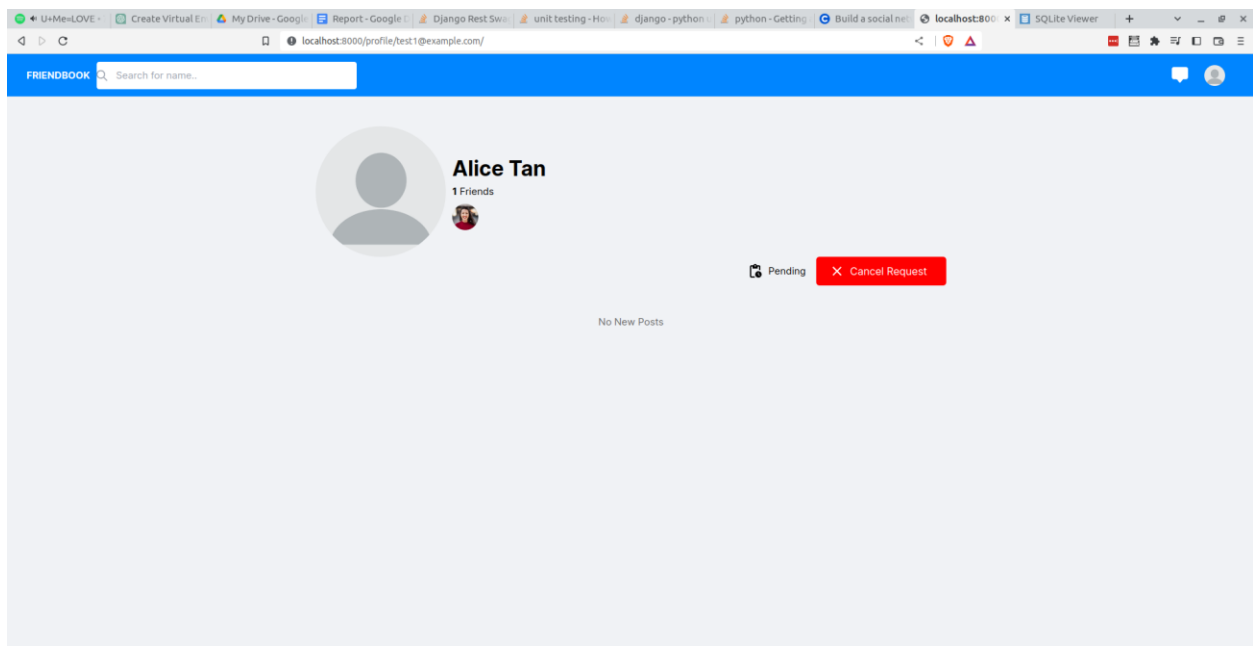 U+Me=LOVE
Create Virtual En
My Drive - Google
Report - Google D
Django Rest Swa
unit testing - How
django - python u
python - Getting
Build a social net
localhost:800
SQLite Viewer
localhost:8000/profile/test1@example.com/
FRIENDBOOK
Search for name..
Alice Tan
1 Friends
Pending
Cancel Request
No New Posts